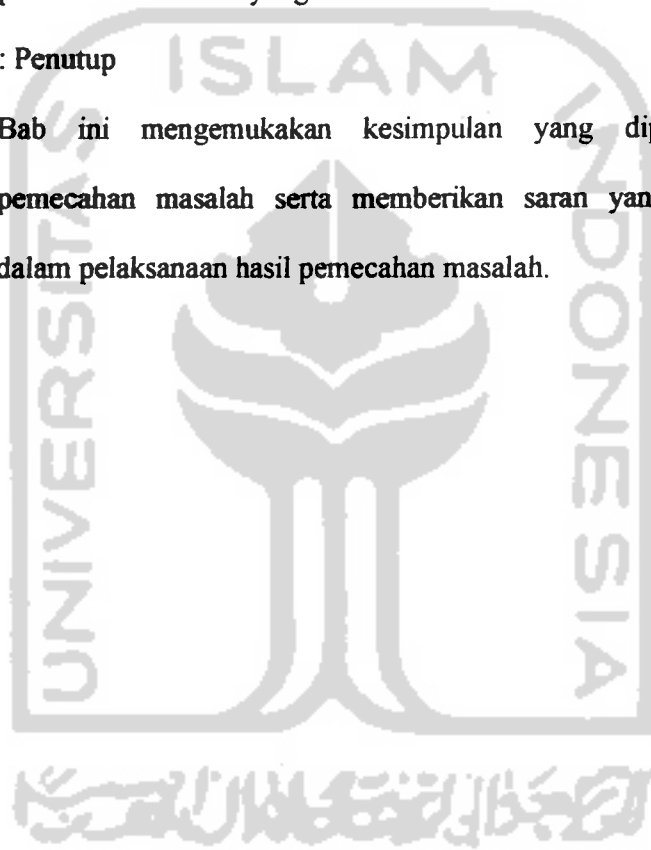 yang
: Penutup
Bab ini mengemukakan kesimpulan yang
pemecahan masalah serta memberikan saran
dalam pelaksanaan hasil pemecahan masalah.
ISLAM
UNIVERSITAS
INDONESIA